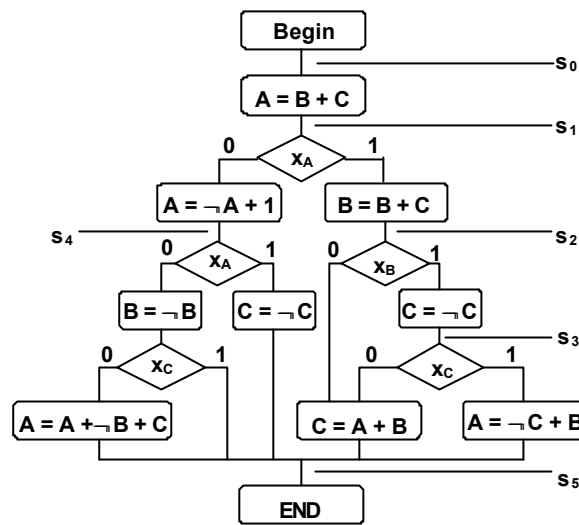 Begin
s0
A = B + C
s1
0 1
xA
A = ¬ A + 1 B = B + C
s4 s2
0 1 0 1
xA xB
B = ¬ B C = ¬ C C = ¬ C
s3
0 1 0 1
xC xC
A = A + ¬ B + C C = A + B A = ¬ C + B
s5
END